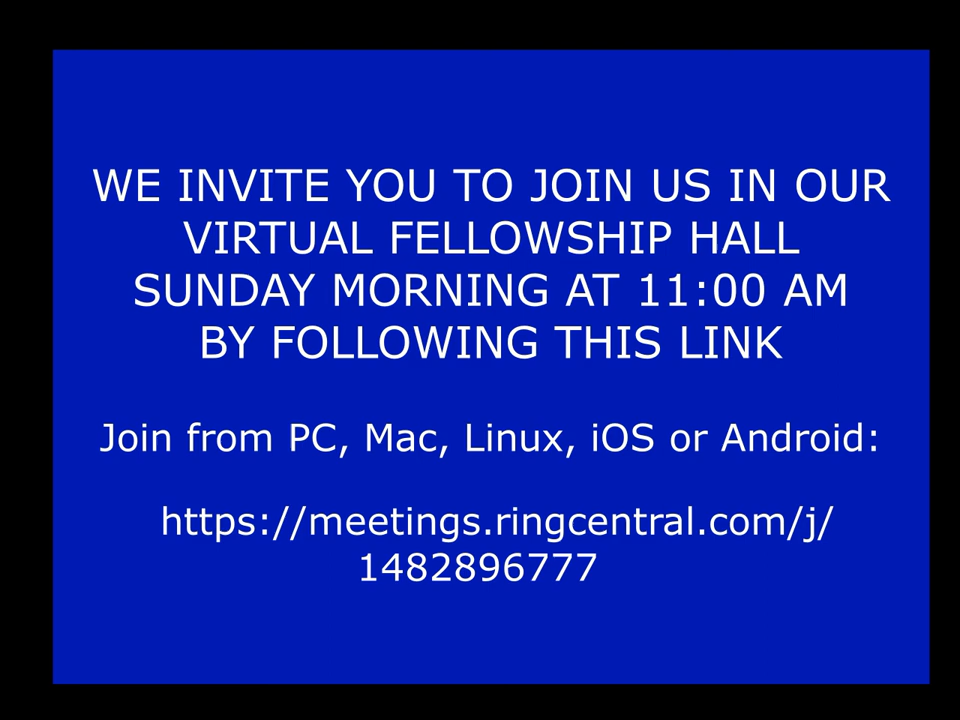 WE INVITE YOU TO JOIN US IN OUR
VIRTUAL FELLOWSHIP HALL
SUNDAY MORNING AT 11:00 AM
BY FOLLOWING THIS LINK
Join from PC, Mac, Linux, iOS or Android:
https://meetings.ringcentral.com/j/
1482896777